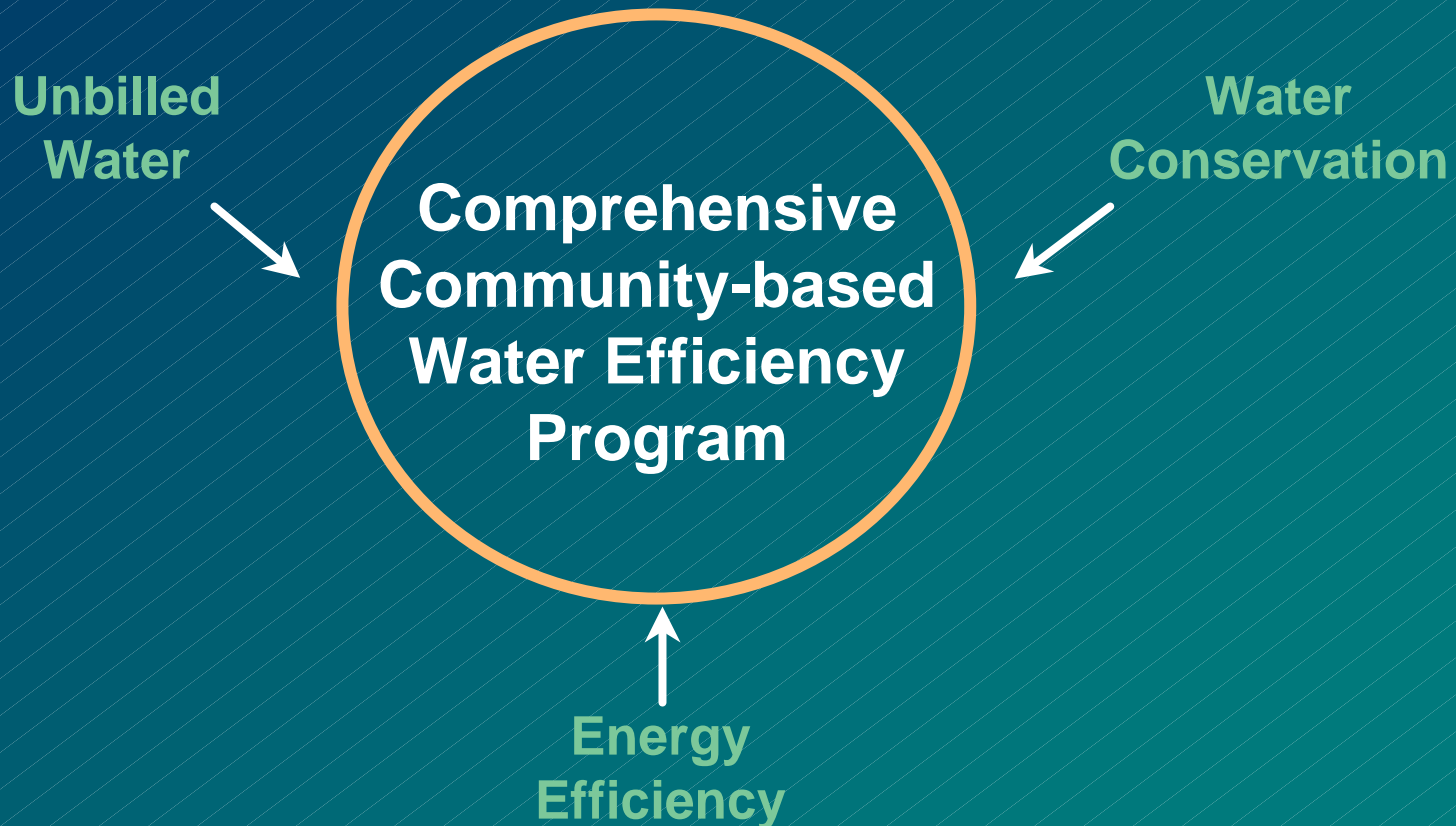 Unbilled
Water
Water
Conservation
Comprehensive
Community-based
Water Efficiency
Program
Energy
Efficiency